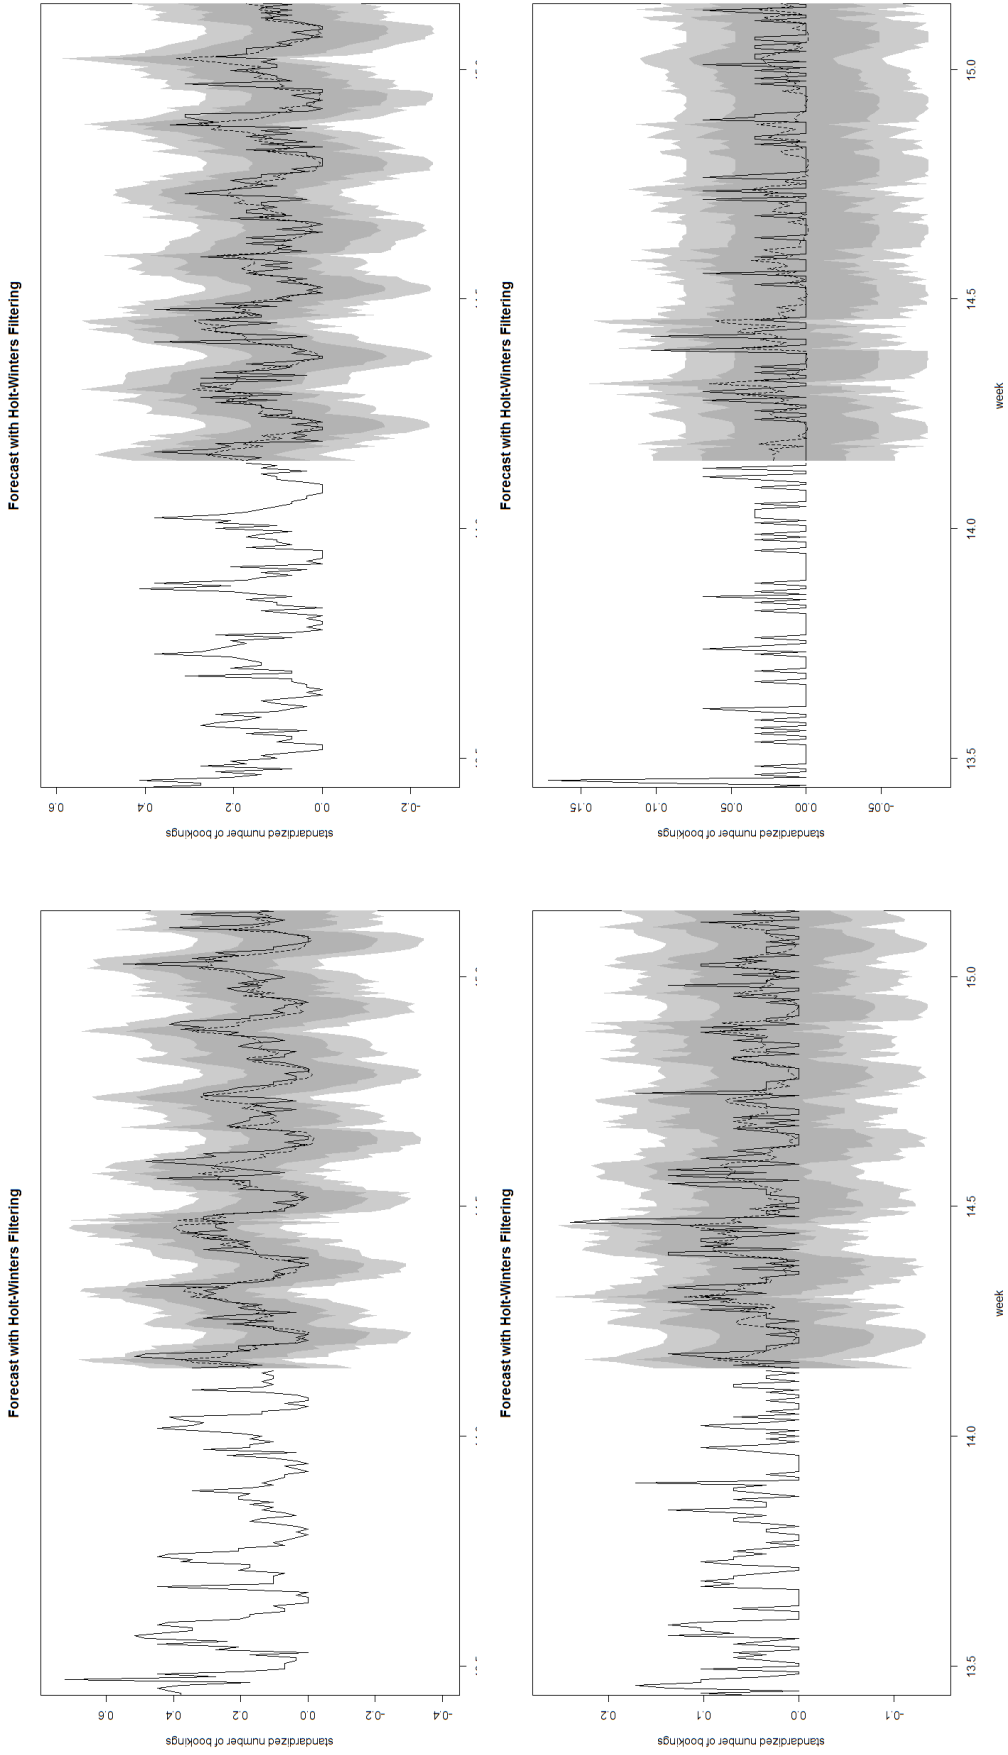 Forecast with Holt-Winters Filtering
standardized number of bookings
0.6
0.4
0.2
0.0
-0.2
-0.4
Forecast with Holt-Winters Filtering
standardized number of bookings
0.6
0.4
0.2
0.0
-0.2
Forecast with Holt-Winters Filtering
standardized number of bookings
0.2
0.1
0.0
-0.1
13.5
14.0
14.5
15.0
week
Forecast with Holt-Winters Filtering
standardized number of bookings
0.15
0.10
0.05
0.00
-0.05
13.5
14.0
14.5
15.0
week